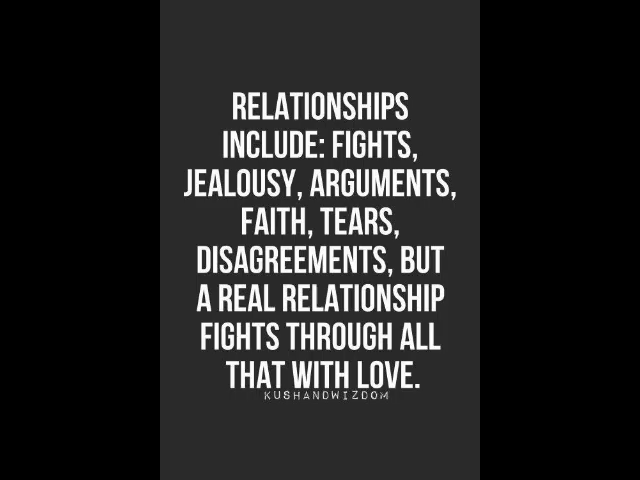 RELATIONSHIPS
INCLUDE: FIGHTS,
JEALOUSY, ARGUMENTS,
FAITH, TEARS,
DISAGREEMENTS, BUT
A REAL RELATIONSHIP
FIGHTS THROUGH ALL
THAT WITH LOVE.
KUSHANDWIZDOM